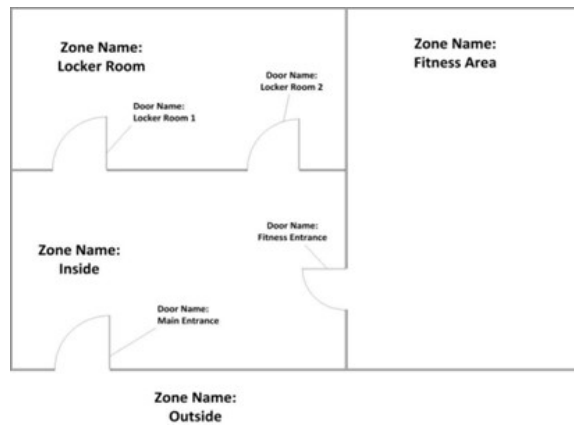 Zone Name:
Locker Room
Zone Name:
Fitness Area
Door Name:
Locker Room 2
Door Name:
Locker Room 1
Door Name:
Fitness Entrance
Zone Name:
Inside
Door Name:
Main Entrance
Zone Name:
Outside